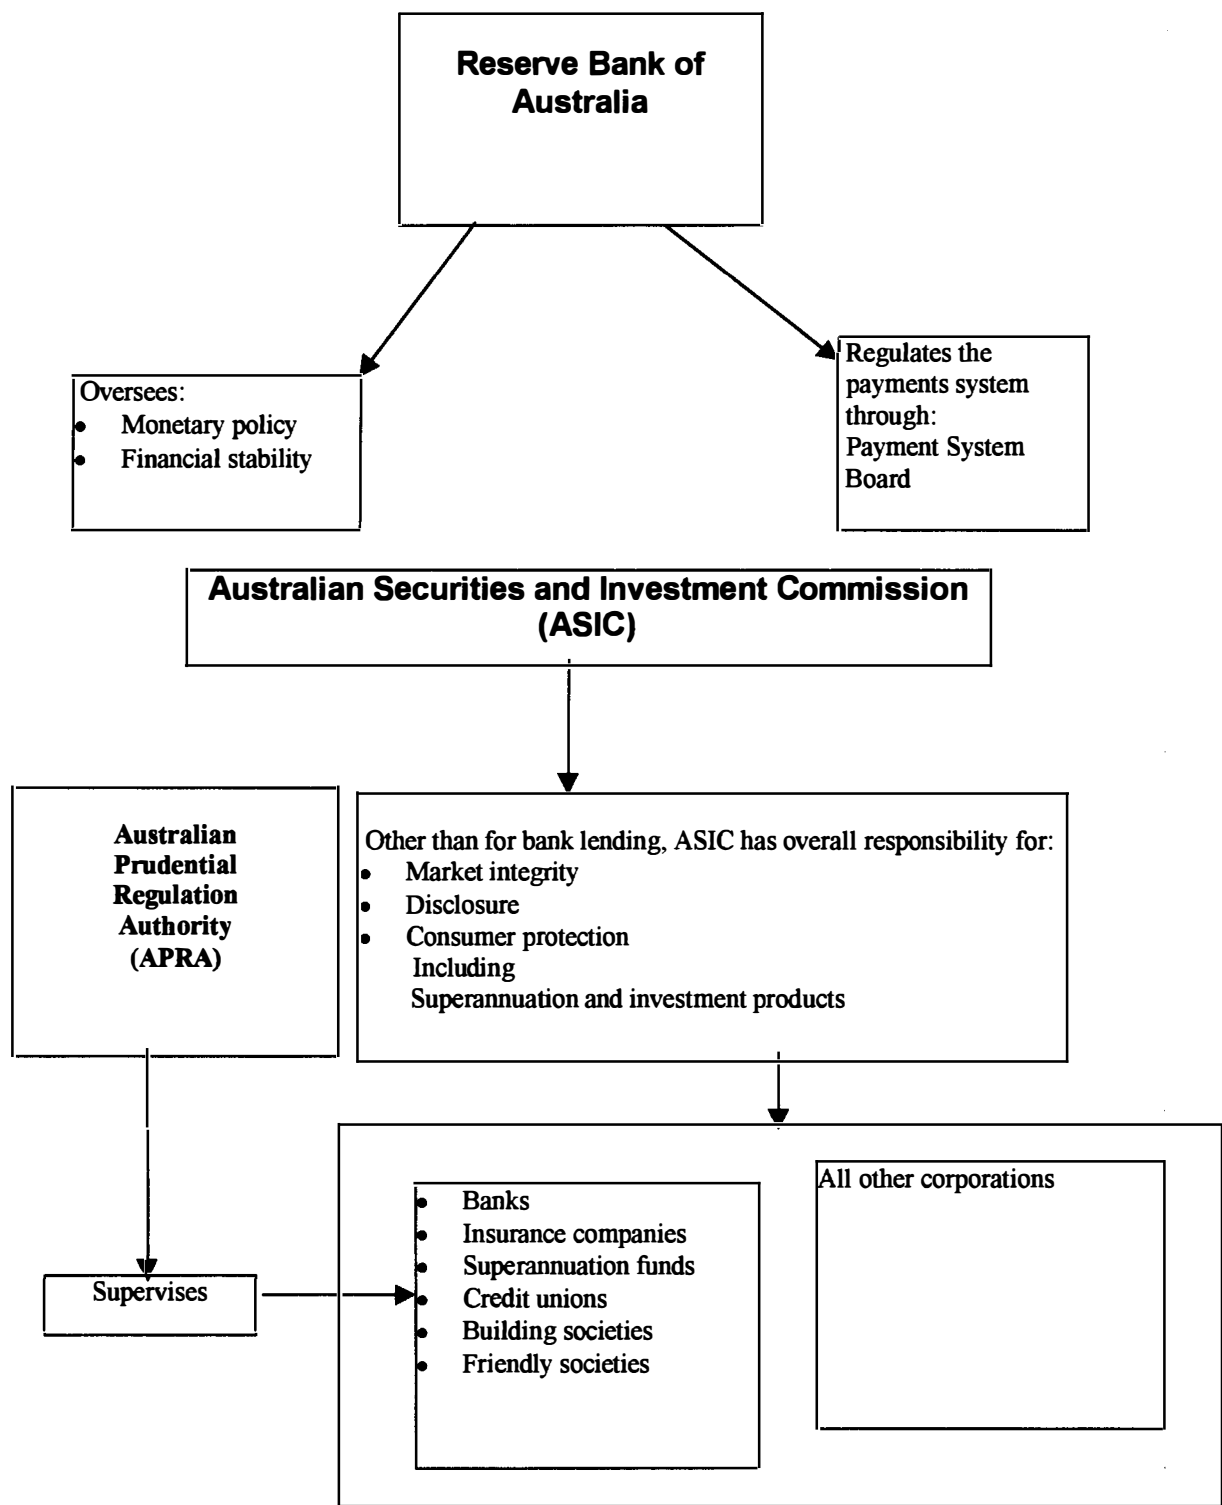 Reserve Bank of
Australia
Oversees:
• Monetary policy
• Financial stability
Regulates the
payments system
through:
Payment System
Board
Australian Securities and Investment Commission
(ASIC)
Australian
Prudential
Regulation
Authority
(APRA)
Other than for bank lending, ASIC has overall responsibility for:
• Market integrity
• Disclosure
• Consumer protection
Including
Superannuation and investment products
Supervises
• Banks
• Insurance companies
• Superannuation funds
• Credit unions
• Building societies
• Friendly societies
All other corporations